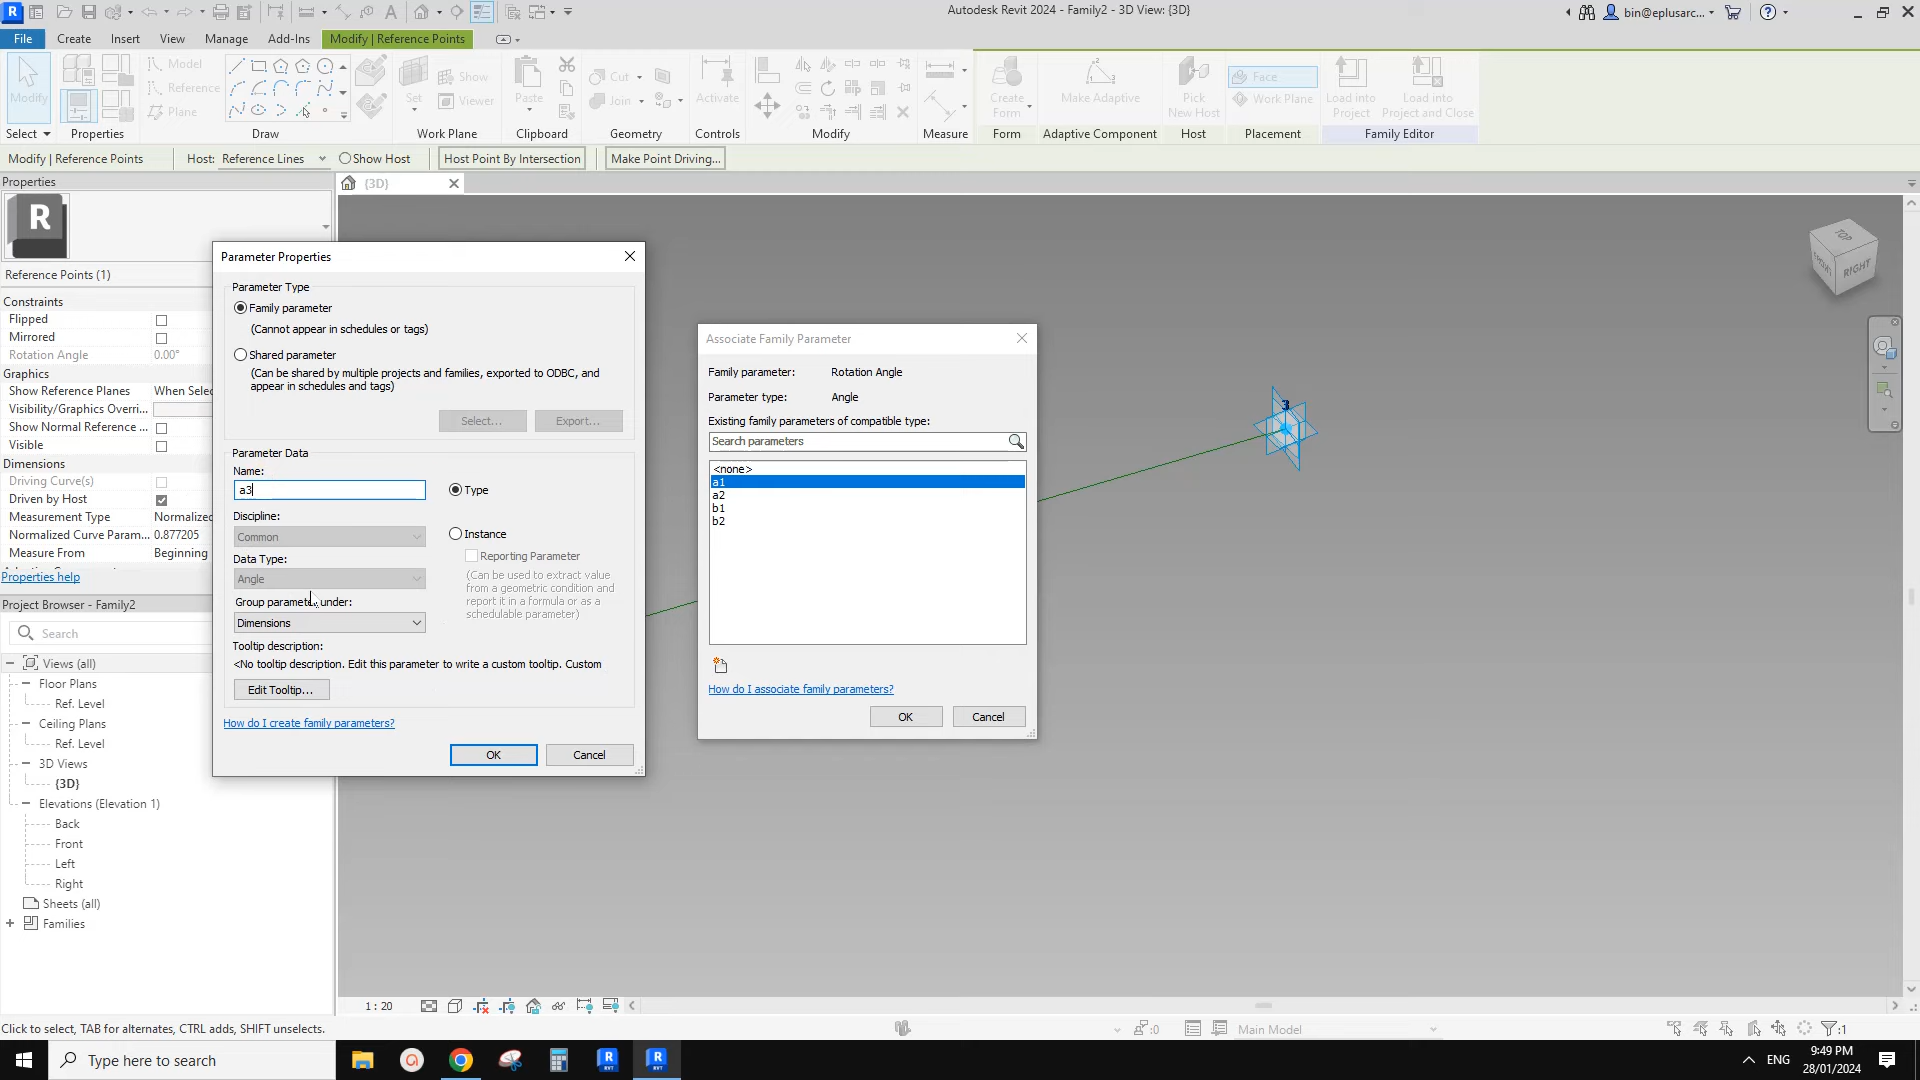 Autodesk Revit 2024 - Family2 - 3D View: {3D}
bin@eplusarc...
File
Create
Insert
View
Manage
Add-Ins
Modify | Reference Points
Modify
Model
Reference
Plane
Set
Show
Viewer
Paste
Cut
Join
Activate
Create
Form
Make Adaptive
Pick
New Host
Face
Work Plane
Load into
Project
Load into
Project and Close
Select
Properties
Draw
Work Plane
Clipboard
Geometry
Controls
Modify
Measure
Form
Adaptive Component
Host
Placement
Family Editor
Modify | Reference Points
Host:
Reference Lines
Show Host
Host Point By Intersection
Make Point Driving...
Properties
{3D}
R
Reference Points (1)
Constraints
Flipped
Mirrored
Rotation Angle
0.00°
Graphics
Show Reference Planes
When Selec
Visibility/Graphics Overri...
Show Normal Reference ...
Visible
Dimensions
Driving Curve(s)
Driven by Host
Measurement Type
Normalized
Normalized Curve Param...
0.877205
Measure From
Beginning
Properties help
Project Browser - Family2
Search
Views (all)
Floor Plans
Ref. Level
Ceiling Plans
Ref. Level
3D Views
{3D}
Elevations (Elevation 1)
Back
Front
Left
Right
Sheets (all)
Families
Parameter Properties
Parameter Type
Family parameter
(Cannot appear in schedules or tags)
Shared parameter
(Can be shared by multiple projects and families, exported to ODBC, and
appear in schedules and tags)
Select...
Export...
Parameter Data
Name:
a3
Type
Discipline:
Common
Instance
Data Type:
Reporting Parameter
Angle
(Can be used to extract value
from a geometric condition and
report it in a formula or as a
schedulable parameter)
Group parameter under:
Dimensions
Tooltip description:
<No tooltip description. Edit this parameter to write a custom tooltip. Custom
Edit Tooltip...
How do I create family parameters?
OK
Cancel
Associate Family Parameter
Family parameter:
Rotation Angle
Parameter type:
Angle
Existing family parameters of compatible type:
Search parameters
<none>
a1
a2
b1
b2
How do I associate family parameters?
OK
Cancel
3
TOP
FRONT
RIGHT
1 : 20
Click to select, TAB for alternates, CTRL adds, SHIFT unselects.
:0
Main Model
:1
Type here to search
ENG
9:49 PM
28/01/2024